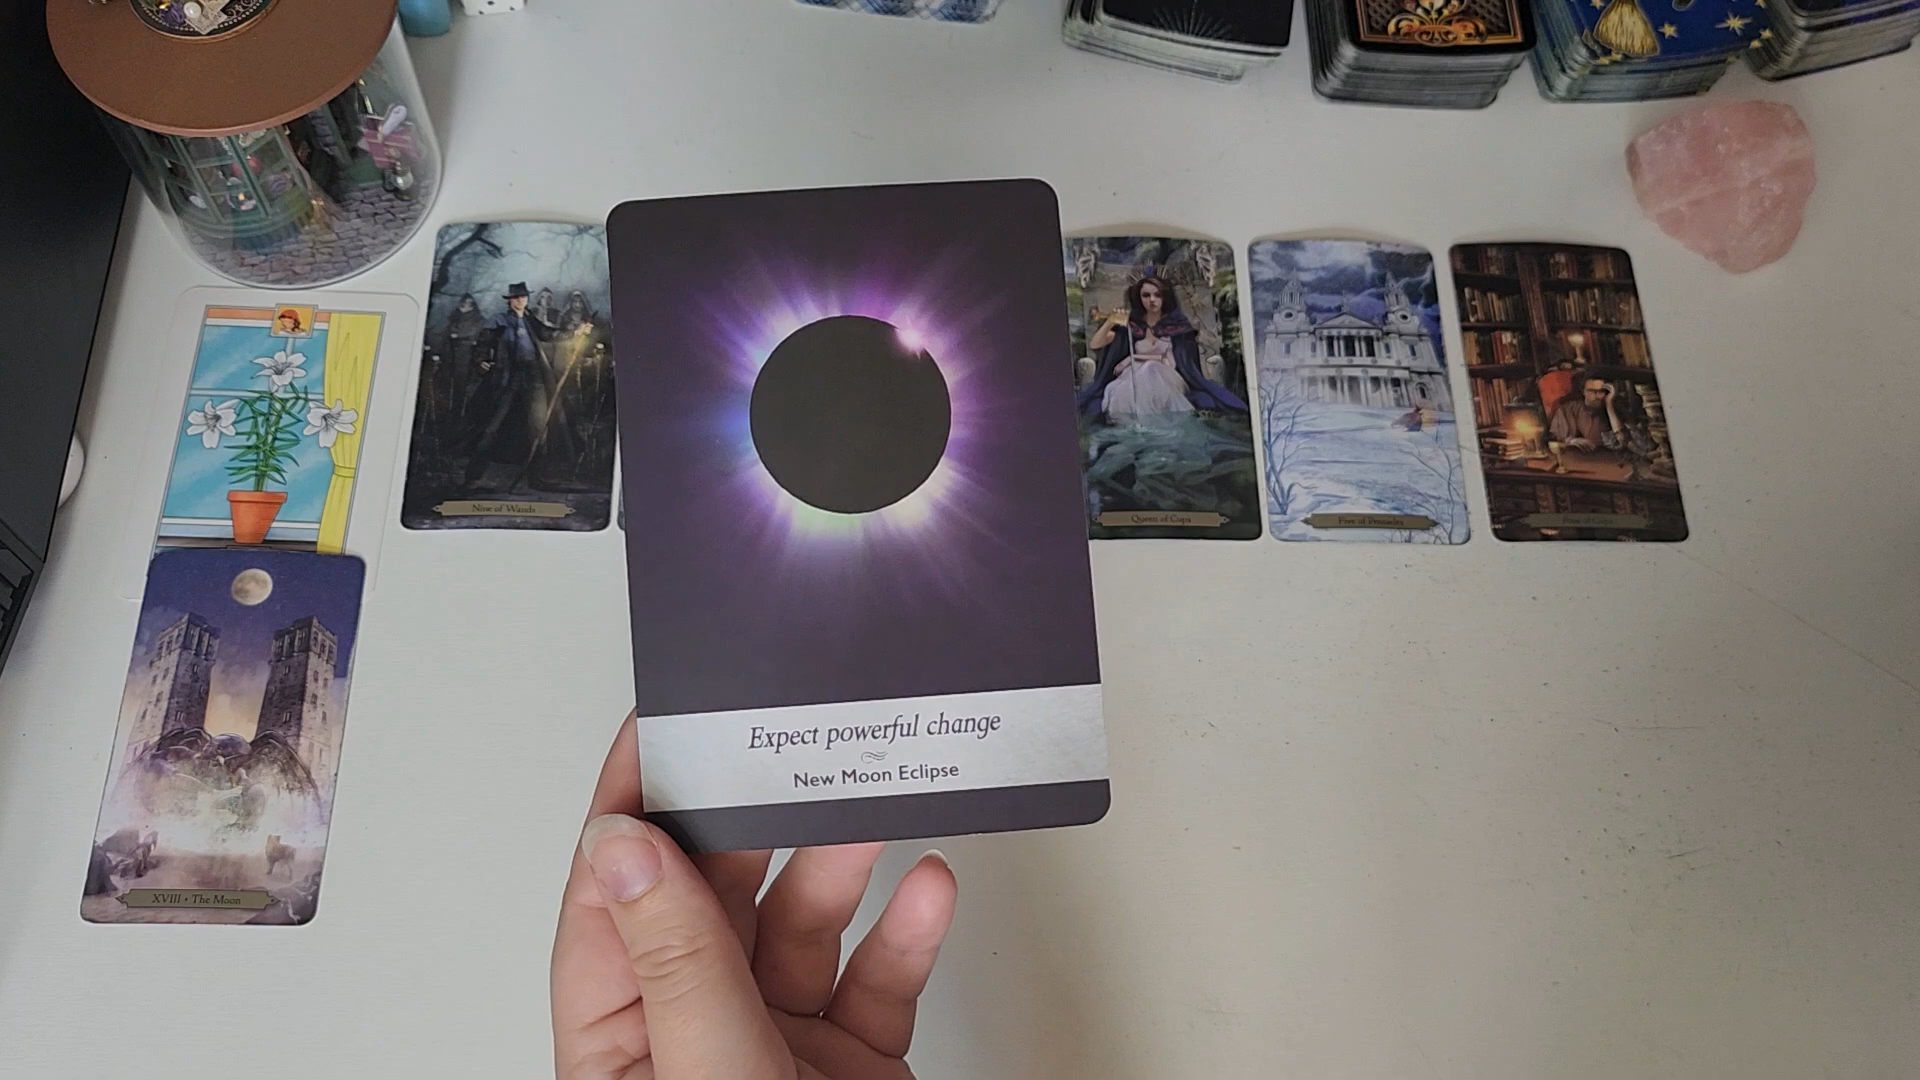 Nine of Wands
Queen of Cups
Five of Pentacles
Expect powerful change
New Moon Eclipse
XVIII • The Moon